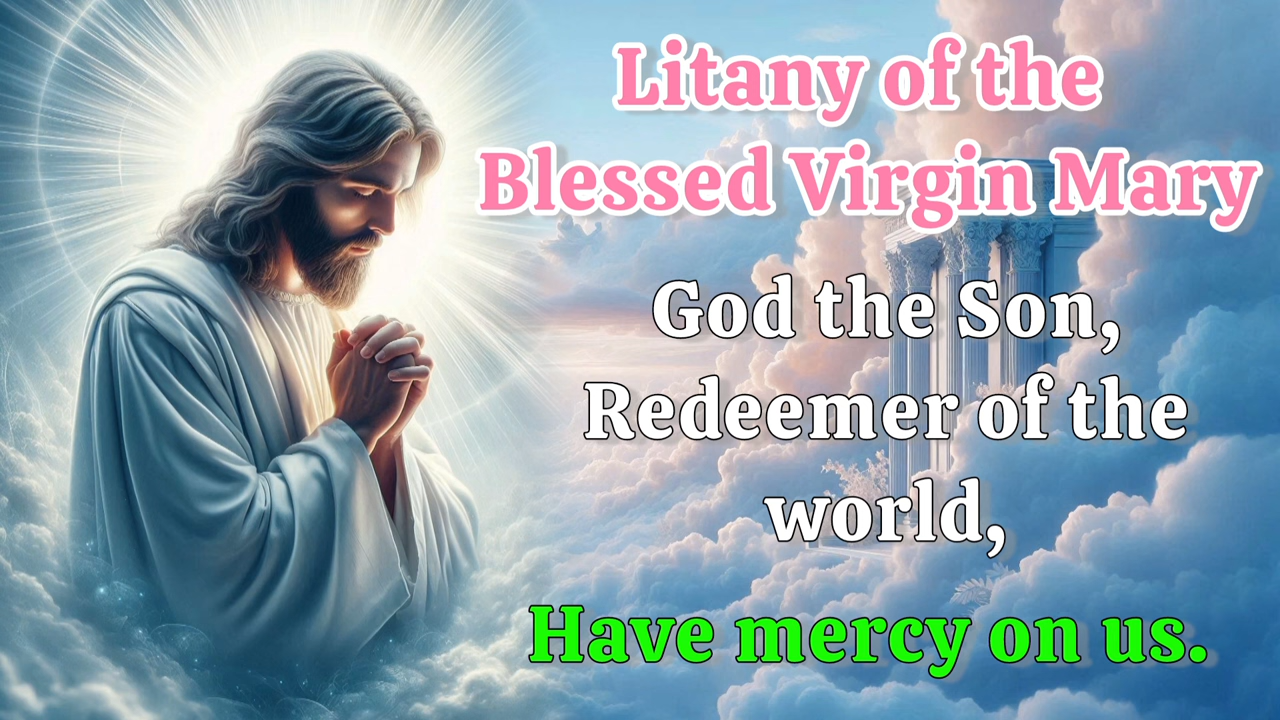 Litany of the
Blessed Virgin Mary
God the Son,
Redeemer of the
world,
Have mercy on us.